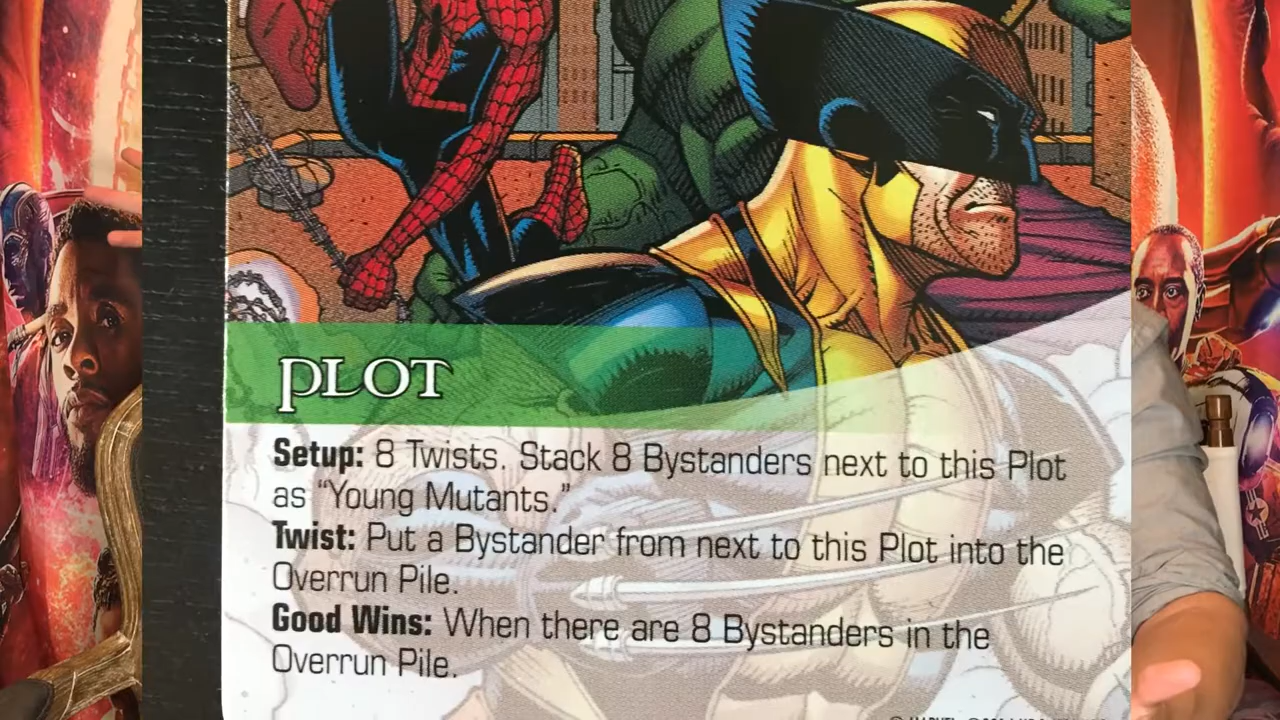 PLOT
Setup: 8 Twists. Stack 8 Bystanders next to this Plot
as “Young Mutants.”
Twist: Put a Bystander from next to this Plot into the
Overrun Pile.
Good Wins: When there are 8 Bystanders in the
Overrun Pile.